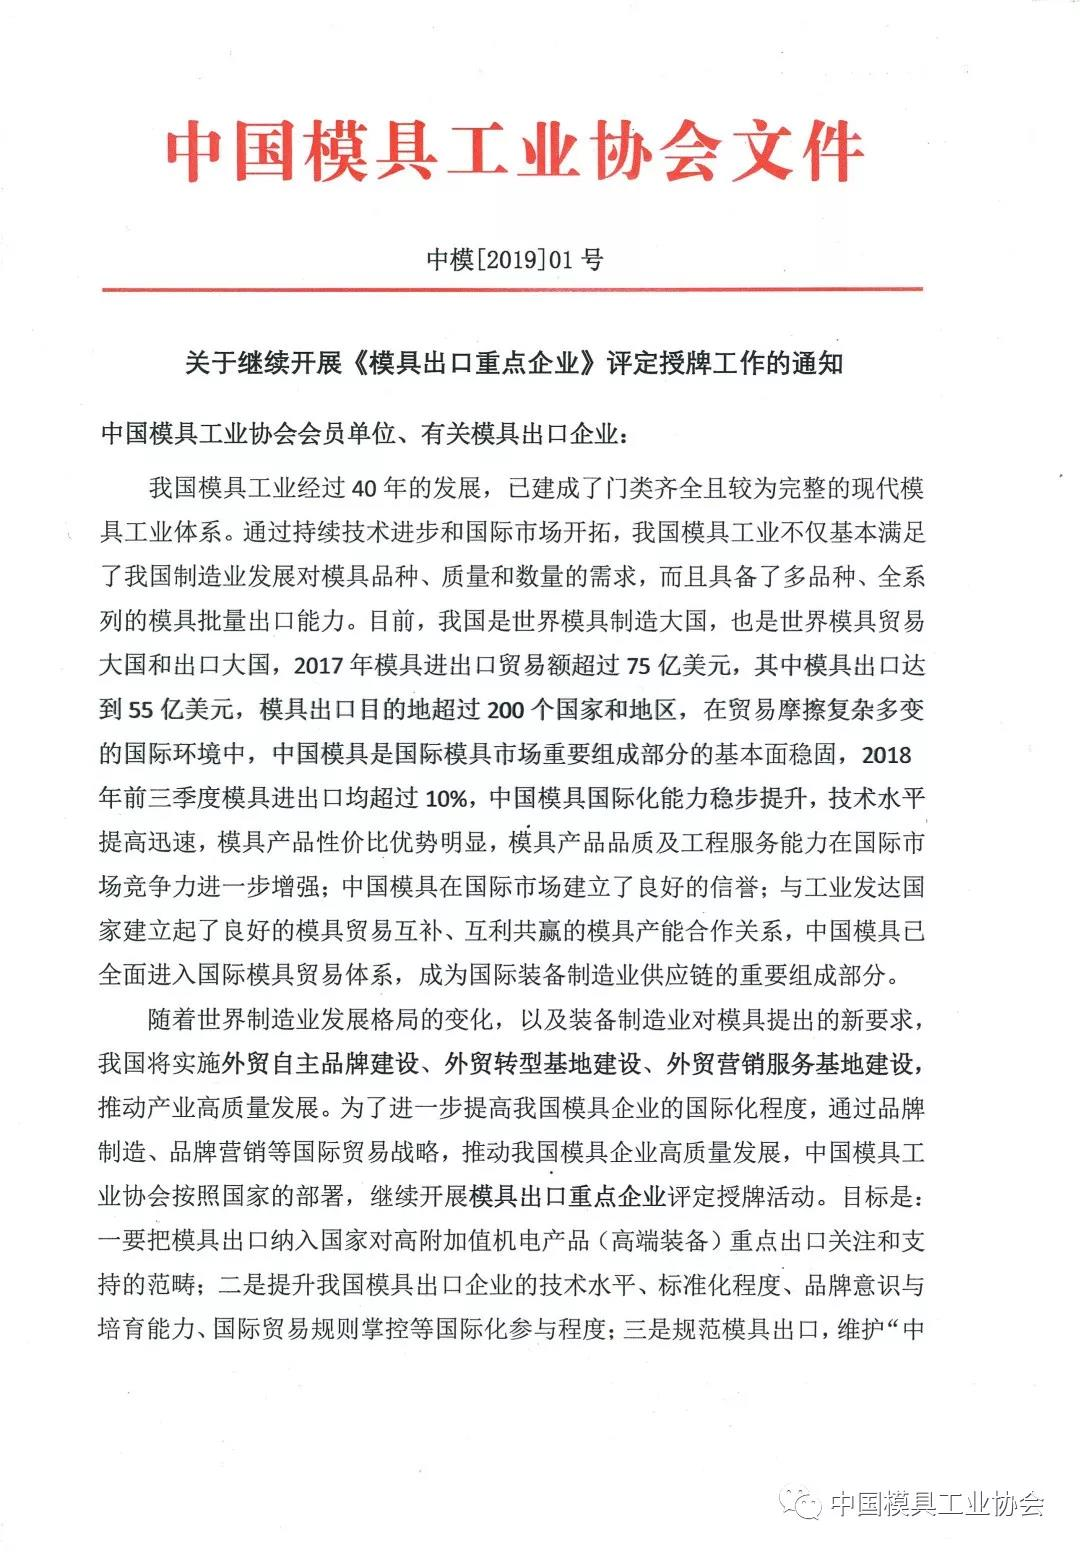 中国模具工业协会文件
中模[2019]01 号
关于继续开展《模具出口重点企业》评定授牌工作的通知
中国模具工业协会会员单位、有关模具出口企业：
我国模具工业经过 40 年的发展，已建成了门类齐全且较为完整的现代模
具工业体系。通过持续技术进步和国际市场开拓，我国模具工业不仅基本满足
了我国制造业发展对模具品种、质量和数量的需求，而且具备了多品种、全系
列的模具批量出口能力。目前，我国是世界模具制造大国，也是世界模具贸易
大国和出口大国，2017 年模具进出口贸易额超过 75 亿美元，其中模具出口达
到 55 亿美元，模具出口目的地超过 200 个国家和地区，在贸易摩擦复杂多变
的国际环境中，中国模具是国际模具市场重要组成部分的基本面稳固，2018
年前三季度模具进出口均超过 10%，中国模具国际化能力稳步提升，技术水平
提高迅速，模具产品性价比优势明显，模具产品品质及工程服务能力在国际市
场竞争力进一步增强；中国模具在国际市场建立了良好的信誉；与工业发达国
家建立起了良好的模具贸易互补、互利共赢的模具产能合作关系，中国模具已
全面进入国际模具贸易体系，成为国际装备制造业供应链的重要组成部分。
随着世界制造业发展格局的变化，以及装备制造业对模具提出的新要求，
我国将实施外贸自主品牌建设、外贸转型基地建设、外贸营销服务基地建设，
推动产业高质量发展。为了进一步提高我国模具企业的国际化程度，通过品牌
制造、品牌营销等国际贸易战略，推动我国模具企业高质量发展，中国模具工
业协会按照国家的部署，继续开展模具出口重点企业评定授牌活动。目标是：
一要把模具出口纳入国家对高附加值机电产品（高端装备）重点出口关注和支
持的范畴；二是提升我国模具出口企业的技术水平、标准化程度、品牌意识与
培育能力、国际贸易规则掌控等国际化参与程度；三是规范模具出口，维护“中
中国模具工业协会